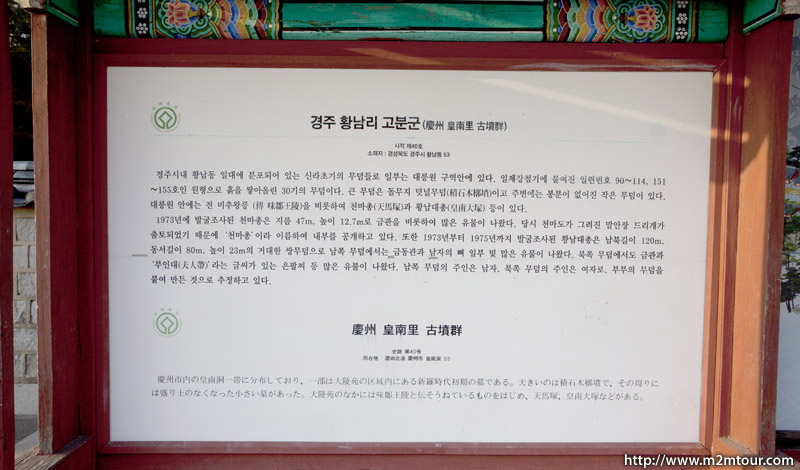 경주 황남리 고분군(慶州 皇南里 古墳群)
사적 제40호
소재지 : 경상북도 경주시 황남동 53
경주시내 황남동 일대에 분포되어 있는 신라초기의 무덤들로 일부는 대릉원 구역안에 있다. 일제강점기에 붙여진 일련번호 90∼114, 151
∼155호인 원형으로 흙을 쌓아올린 30기의 무덤이다. 큰 무덤은 돌무지 덧널무덤(積石木槨墳)이고 주변에는 봉분이 없어진 작은 무덤이 있다.
대릉원 안에는 전 미추왕릉 (傳 味鄒王陵)을 비롯하여 천마총(天馬塚)과 황남대총(皇南大塚) 등이 있다.
1973년에 발굴조사된 천마총은 지름 47m, 높이 12.7m로 금관을 비롯하여 많은 유물이 나왔다. 당시 천마도가 그려진 말안장 드리개가
출토되었기 때문에 '천마총'이라 이름하여 내부를 공개하고 있다. 또한 1973년부터 1975년까지 발굴조사된 황남대총은 남북길이 120m,
동서길이 80m, 높이 23m의 거대한 쌍무덤으로 남쪽 무덤에서는 금동관과 남자의 뼈 일부 및 많은 유물이 나왔다. 북쪽 무덤에서도 금관과
'부인대(夫人帶)'라는 글씨가 있는 은팔찌 등 많은 유물이 나왔다. 남쪽 무덤의 주인은 남자, 북쪽 무덤의 주인은 여자로, 부부의 무덤을
붙여 만든 것으로 추정하고 있다.
慶州 皇南里 古墳群
史蹟 第40号
所在地 : 慶尚北道 慶州市 皇南洞 53
慶州市内の皇南洞一帯に分布しており、一部は大陵苑の区域内にある新羅時代初期の墓である。大きいのは積石木槨墳で、その周りに
は盛り土のなくなった小さい墓があった。大陵苑のなかには味鄒王陵と伝そうねているものをはじめ、天馬塚、皇南大塚などがある。
http://www.m2mtour.com